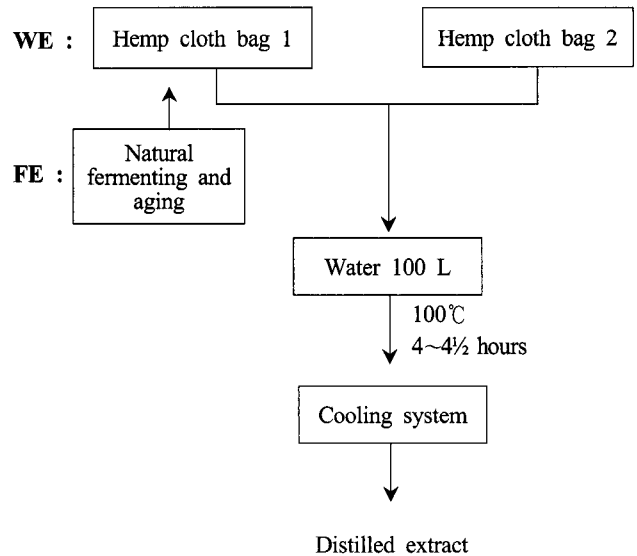 WE : Hemp cloth bag 1 Hemp cloth bag 2
FE : Natural
fermenting and
aging
Water 100 L
100℃
4~4½ hours
Cooling system
Distilled extract